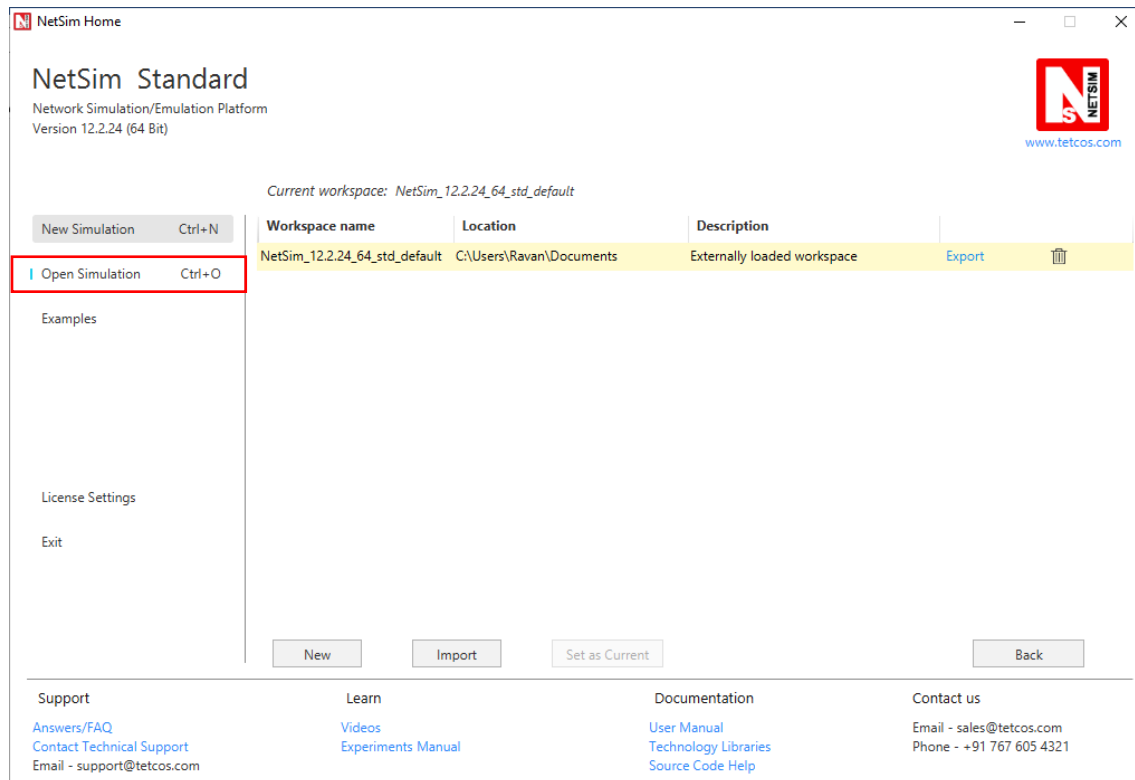 NetSim Home
NetSim Standard
Network Simulation/Emulation Platform
Version 12.2.24 (64 Bit)
NS NETSIM
www.tetcos.com
Current workspace: NetSim_12.2.24_64_std_default
New Simulation Ctrl+N
Open Simulation Ctrl+O
Examples
License Settings
Exit
Workspace name Location Description
NetSim_12.2.24_64_std_default C:\Users\Ravan\Documents Externally loaded workspace Export
New Import Set as Current Back
Support
Answers/FAQ
Contact Technical Support
Email - support@tetcos.com
Learn
Videos
Experiments Manual
Documentation
User Manual
Technology Libraries
Source Code Help
Contact us
Email - sales@tetcos.com
Phone - +91 767 605 4321